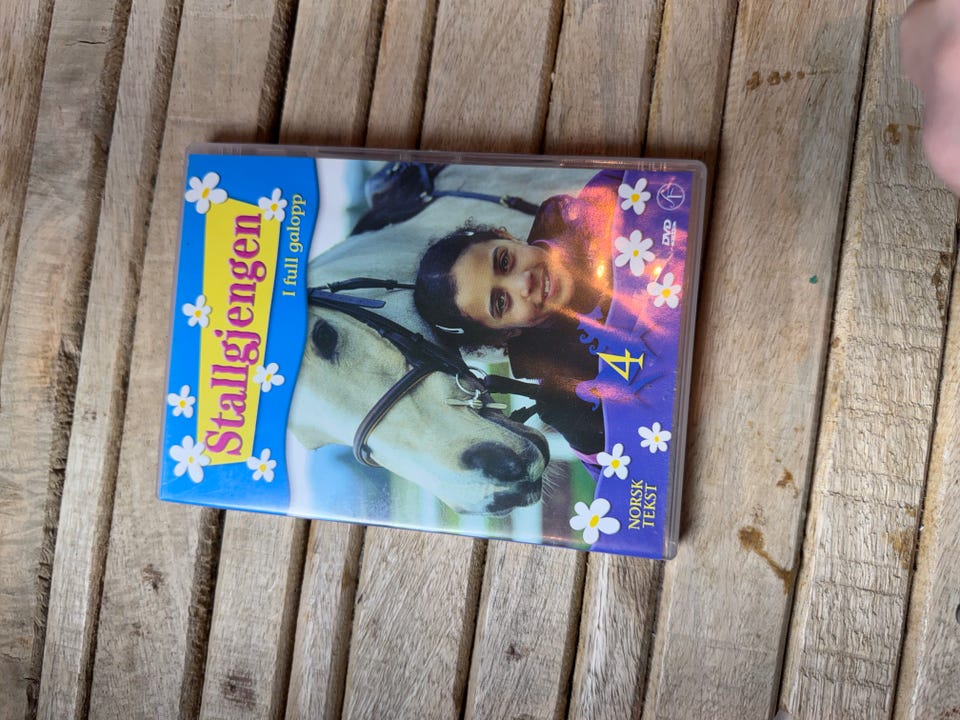 Stallgjengen
I full galopp
4
NORSK
TEKST
DVD